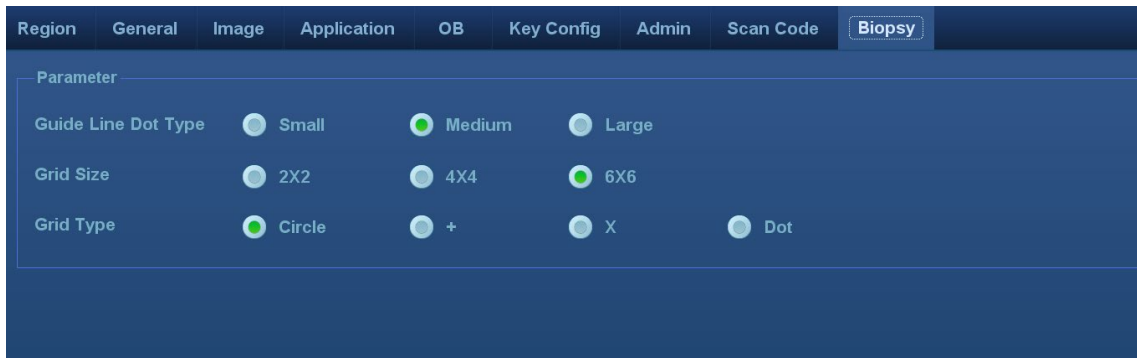 Region General Image Application OB Key Config Admin Scan Code Biopsy
Parameter
Guide Line Dot Type Small Medium Large
Grid Size 2X2 4X4 6X6
Grid Type Circle + X Dot